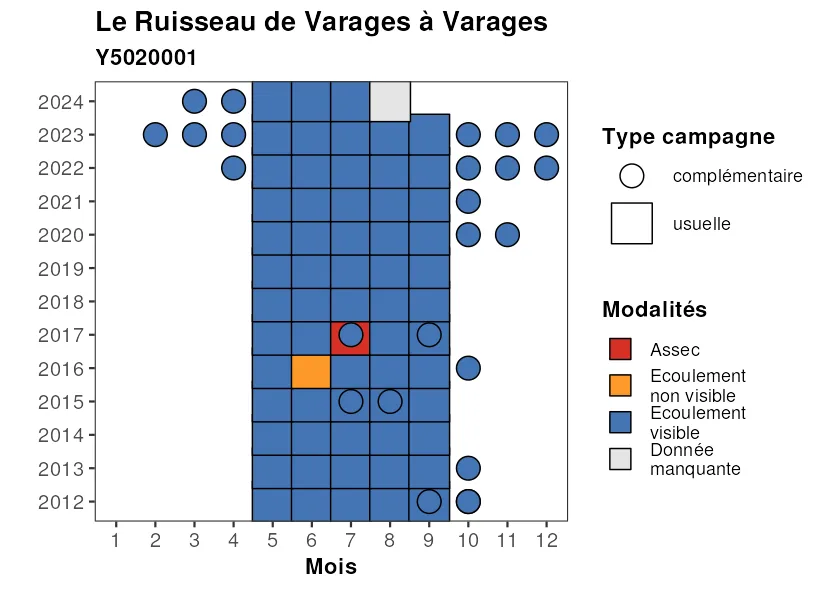 Le Ruisseau de Varages à Varages
Y5020001
2024
2023
2022
2021
2020
2019
2018
2017
2016
2015
2014
2013
2012
1 2 3 4 5 6 7 8 9 10 11 12
Mois
Type campagne
complémentaire
usuelle
Modalités
Assec
Ecoulement
non visible
Ecoulement
visible
Donnée
manquante